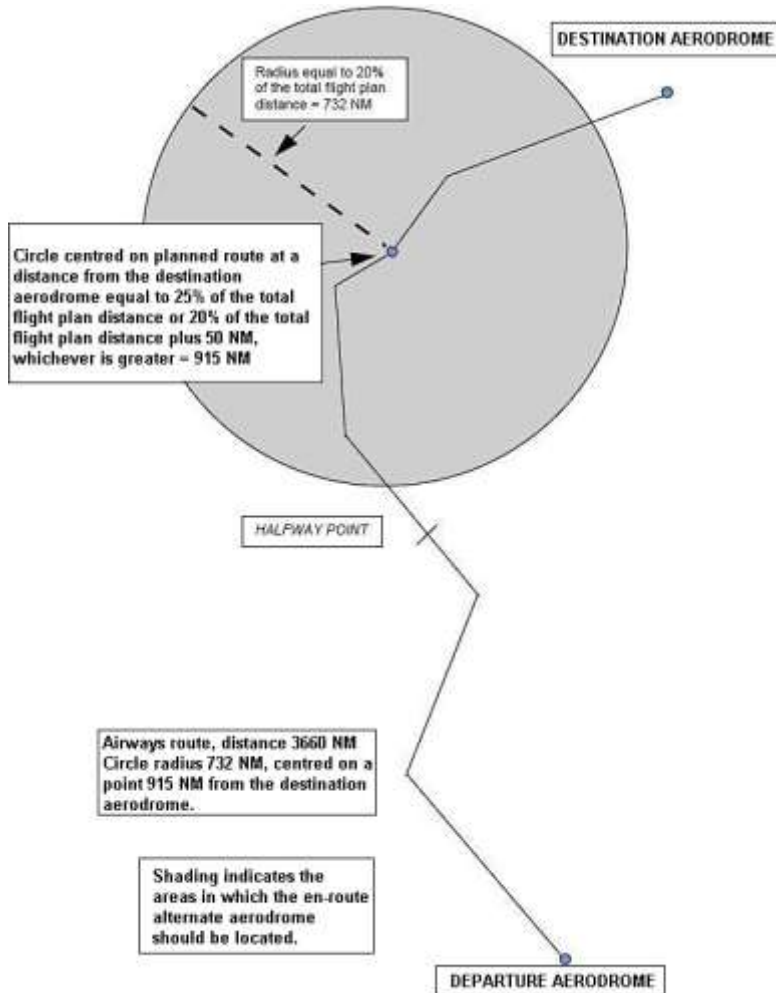 DESTINATION AERODROME
Radius equal to 20%
of the total flight plan
distance = 732 NM
Circle centred on planned route at a
distance from the destination
aerodrome equal to 25% of the total
flight plan distance or 20% of the total
flight plan distance plus 50 NM,
whichever is greater = 915 NM
HALFWAY POINT
Airways route, distance 3660 NM
Circle radius 732 NM, centred on a
point 915 NM from the destination
aerodrome.
Shading indicates the
areas in which the en-route
alternate aerodrome
should be located.
DEPARTURE AERODROME